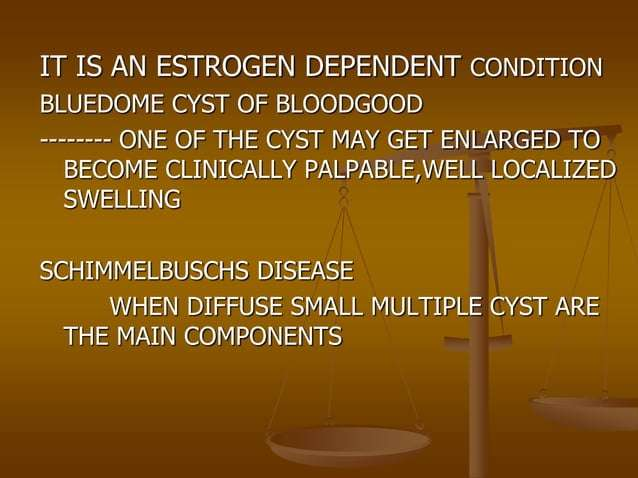 IT IS AN ESTROGEN DEPENDENT CONDITION
BLUEDOME CYST OF BLOODGOOD
-------- ONE OF THE CYST MAY GET ENLARGED TO
BECOME CLINICALLY PALPABLE,WELL LOCALIZED
SWELLING
SCHIMMELBUSCHS DISEASE
WHEN DIFFUSE SMALL MULTIPLE CYST ARE
THE MAIN COMPONENTS